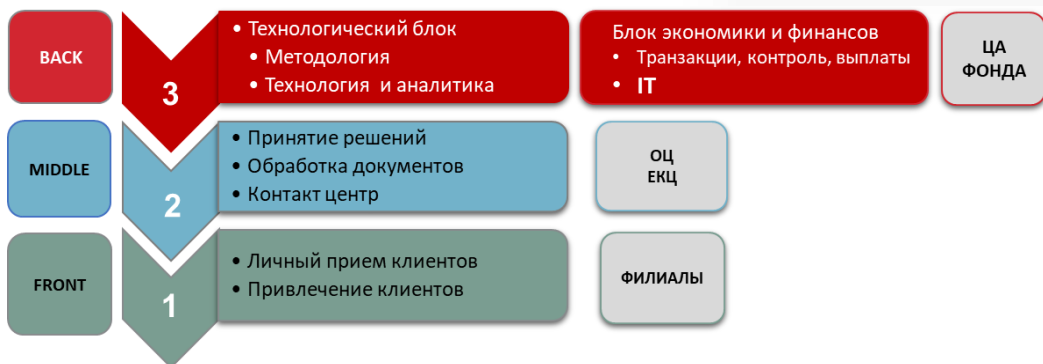 BACK
3
• Технологический блок
• Методология
• Технология и аналитика
Блок экономики и финансов
• Транзакции, контроль, выплаты
• IT
ЦА
ФОНДА
MIDDLE
2
• Принятие решений
• Обработка документов
• Контакт центр
ОЦ
ЕКЦ
FRONT
1
• Личный прием клиентов
• Привлечение клиентов
ФИЛИАЛЫ